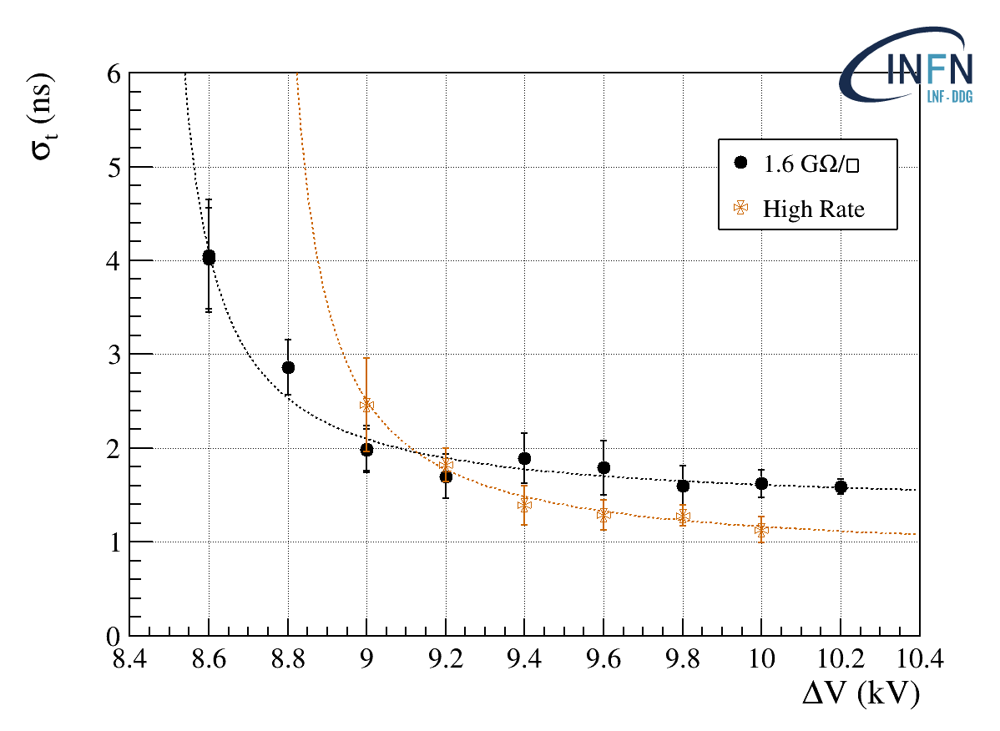 INFN
LNF - DDG
σt (ns)
6
5
4
3
2
1
0
1.6 GΩ/□
High Rate
8.4 8.6 8.8 9 9.2 9.4 9.6 9.8 10 10.2 10.4
ΔV (kV)